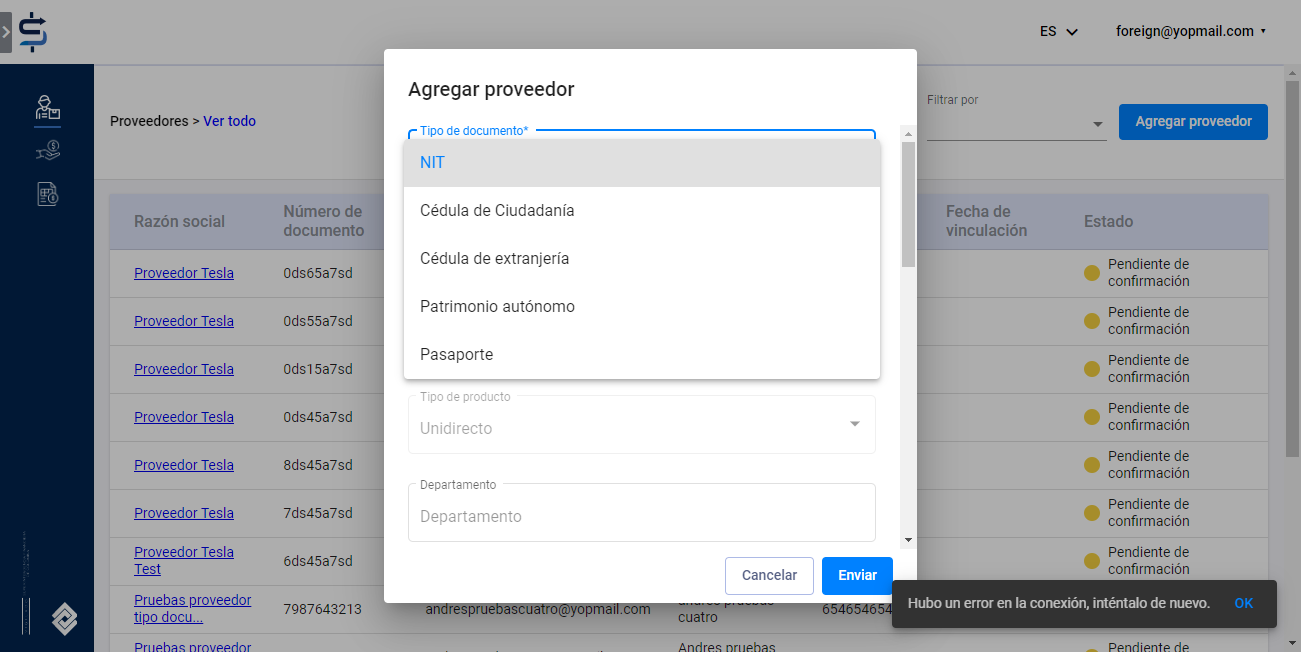 ES
foreign@yopmail.com
Agregar proveedor
Filtrar por
Proveedores > Ver todo
Agregar proveedor
Tipo de documento*
NIT
Cédula de Ciudadanía
Cédula de extranjería
Patrimonio autónomo
Pasaporte
Tipo de producto
Unidirecto
Departamento
Departamento
Cancelar
Enviar
Razón social
Número de
documento
Fecha de
vinculación
Estado
Proveedor Tesla
0ds65a7sd
Pendiente de
confirmación
Proveedor Tesla
0ds55a7sd
Pendiente de
confirmación
Proveedor Tesla
0ds15a7sd
Pendiente de
confirmación
Proveedor Tesla
0ds45a7sd
Pendiente de
confirmación
Proveedor Tesla
8ds45a7sd
Pendiente de
confirmación
Proveedor Tesla
7ds45a7sd
Pendiente de
confirmación
Proveedor Tesla
Test
6ds45a7sd
Pendiente de
confirmación
Pruebas proveedor
tipo docu...
7987643213
andrespruebascuatro@yopmail.com
andres pruebas
cuatro
654654654
Hubo un error en la conexión, inténtalo de nuevo.
OK
Pruebas proveedor
Andres pruebas
Pendiente de